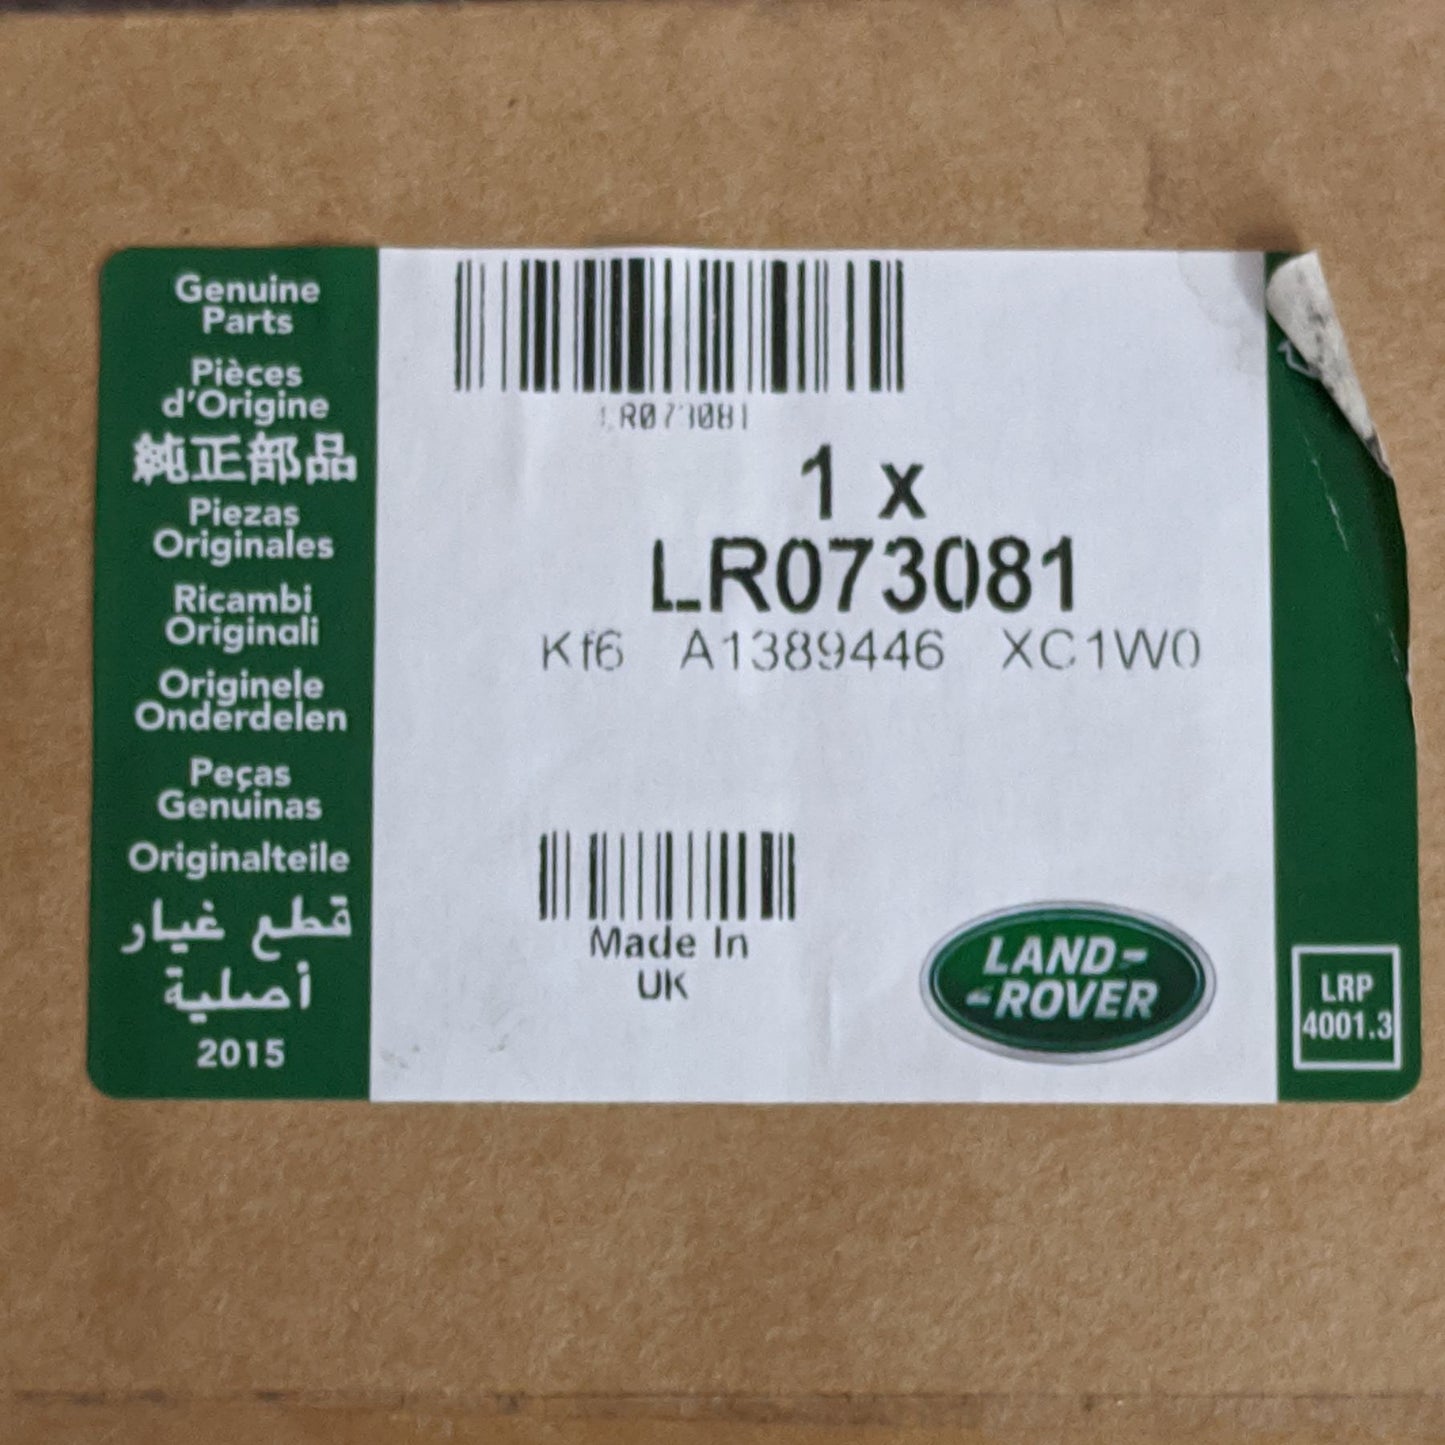 Genuine
Parts
Pièces
d'Origine
純正部品
Piezas
Originales
Ricambi
Originali
Originele
Onderdelen
Peças
Genuinas
Originalteile
قطع غيار
أصلية
2015
LR073081
1 x
LR073081
Kf6 A1389446 XC1W0
Made In
UK
LAND-
-ROVER
LRP
4001.3